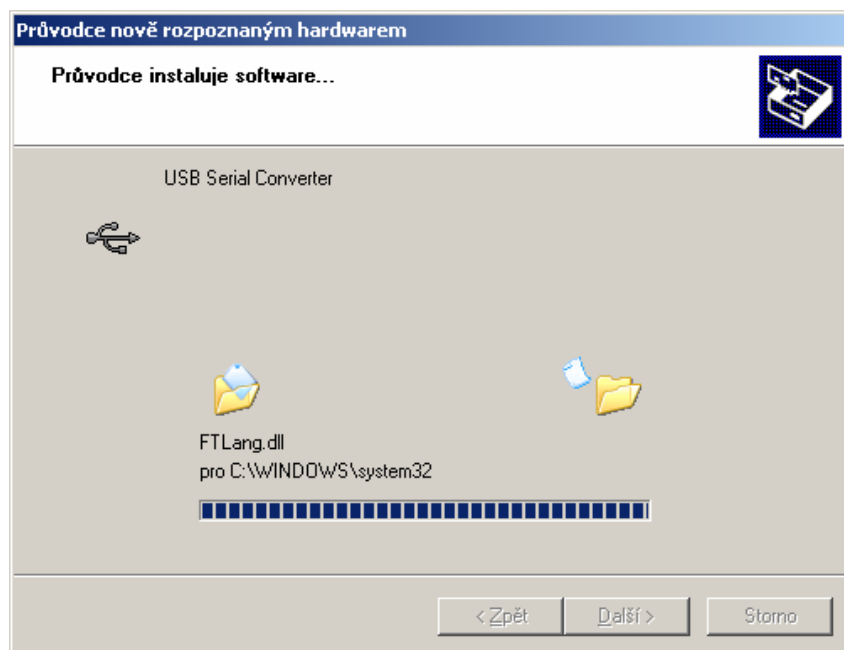 Průvodce nově rozpoznaným hardwarem
Průvodce instaluje software...
USB Serial Converter
FTLang.dll
pro C:\WINDOWS\system32
< Zpět
Další >
Storno